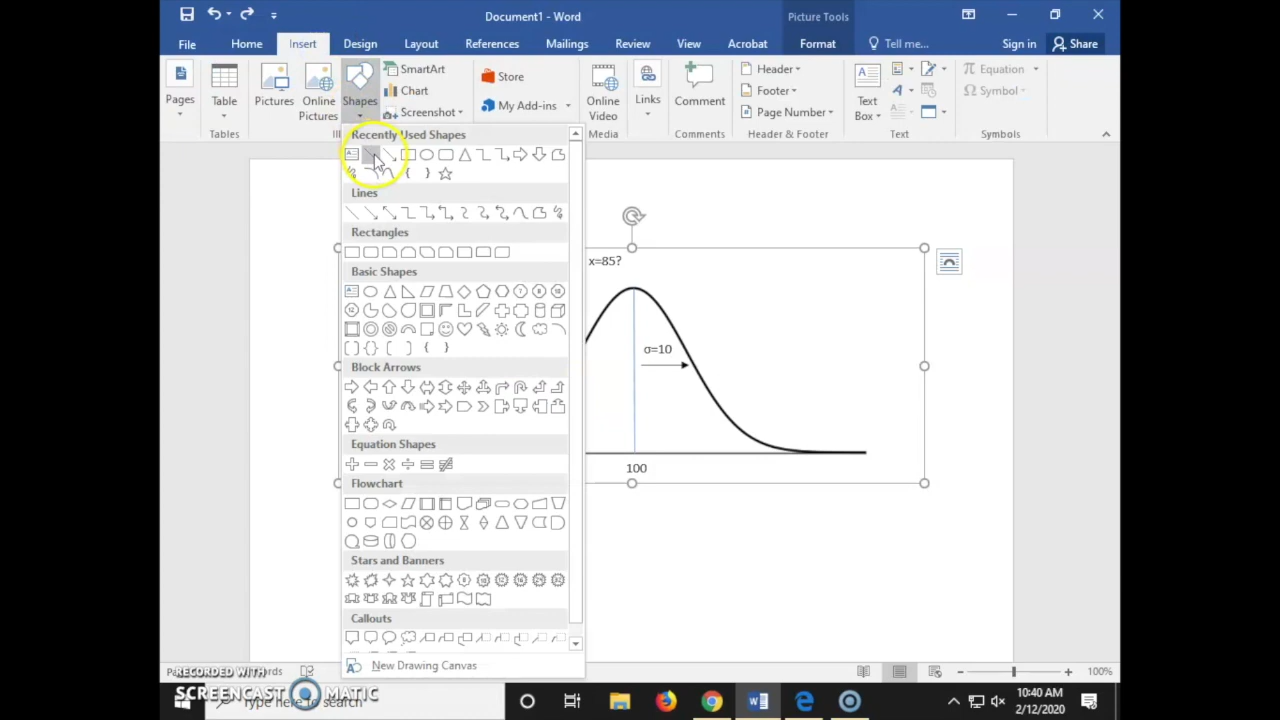 Document1 - Word
Picture Tools
File
Home
Insert
Design
Layout
References
Mailings
Review
View
Acrobat
Format
Tell me...
Sign in
Share
Pages
Table
Pictures
Online Pictures
Shapes
SmartArt
Chart
Screenshot
Store
My Add-ins
Online Video
Links
Comment
Header
Footer
Page Number
Text Box
Equation
Symbol
Tables
Media
Comments
Header & Footer
Text
Symbols
Recently Used Shapes
Lines
Rectangles
Basic Shapes
Block Arrows
Equation Shapes
Flowchart
Stars and Banners
Callouts
New Drawing Canvas
x=85?
σ=10
100
100%
RECORDED WITH
SCREENCAST MATIC
Type here to search
10:40 AM
2/12/2020